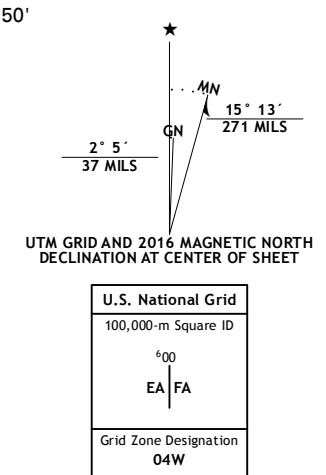 50'
★
MN
GN
15° 13´
271 MILS
2° 5´
37 MILS
UTM GRID AND 2016 MAGNETIC NORTH
DECLINATION AT CENTER OF SHEET
U.S. National Grid
100,000-m Square ID
⁶00
EA FA
Grid Zone Designation
04W